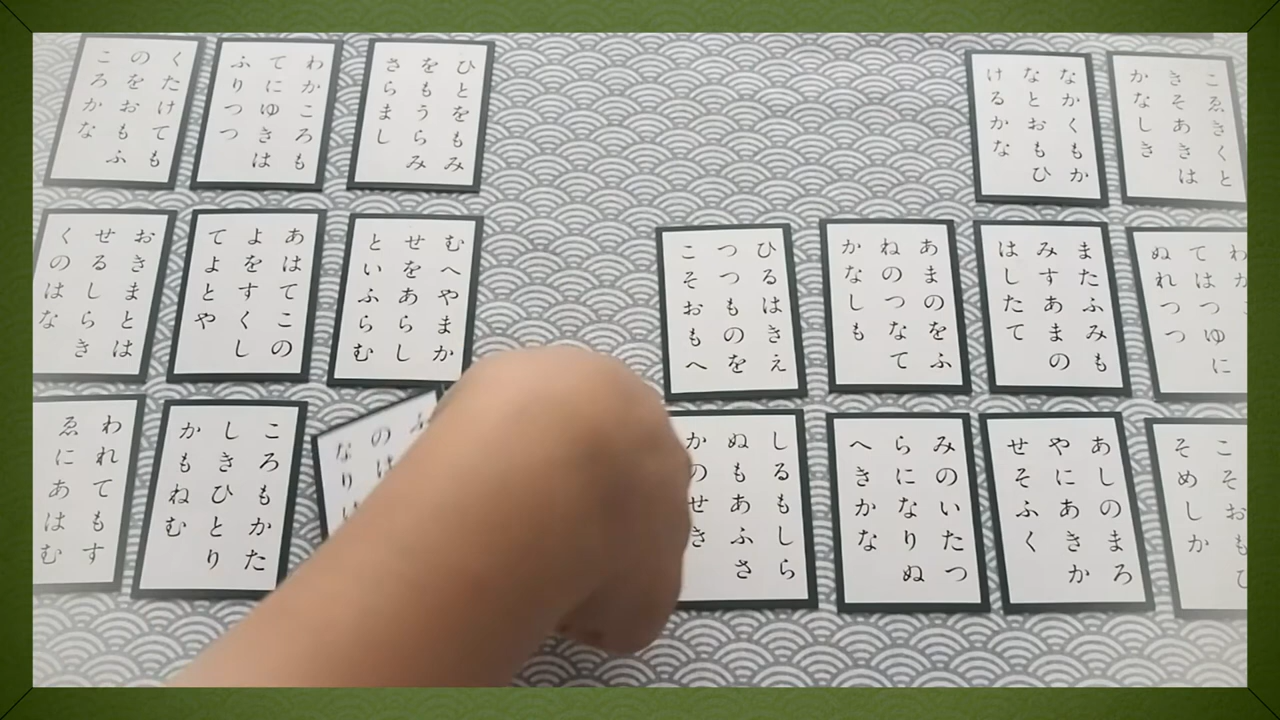 くたけても
のをおもふ
ころかな
わかころも
てにゆきは
ふりつつ
ひとをもみ
をもうらみ
さらまし
なかくもか
なとおもひ
けるかな
こゑきくと
きそあきは
かなしき
おきまとは
せるしらき
くのはな
あはてこの
よをすくし
てよとや
むへやまか
せをあらし
といふらむ
ひるはきえ
つつものを
こそおもへ
あまのをふ
ねのつなて
かなしも
またふみも
みすあまの
はしたて
てはつゆに
ぬれつつ
われてもす
ゑにあはむ
ころもかた
しきひとり
かもねむ
しるもしら
ぬもあふさ
かのせき
みのいたつ
らになりぬ
へきかな
あしのまろ
やにあきか
せそふく
こそおもひ
そめしか